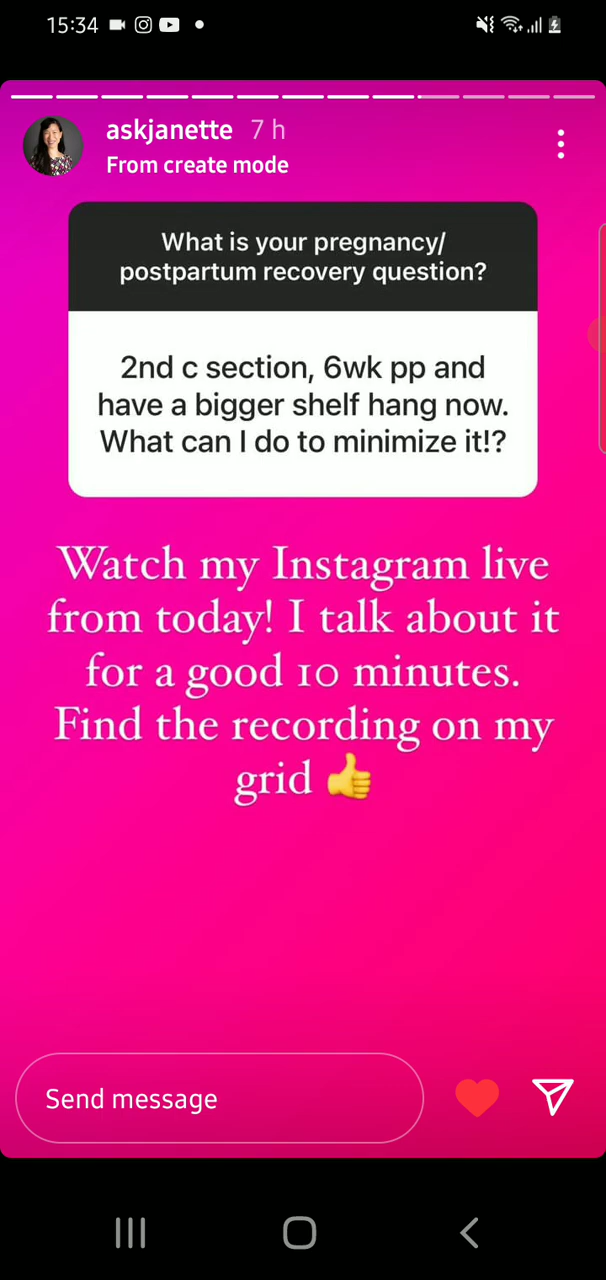 15:34
askjanette 7 h
From create mode
What is your pregnancy/
postpartum recovery question?
2nd c section, 6wk pp and
have a bigger shelf hang now.
What can I do to minimize it!?
Watch my Instagram live
from today! I talk about it
for a good 10 minutes.
Find the recording on my
grid 👍
Send message